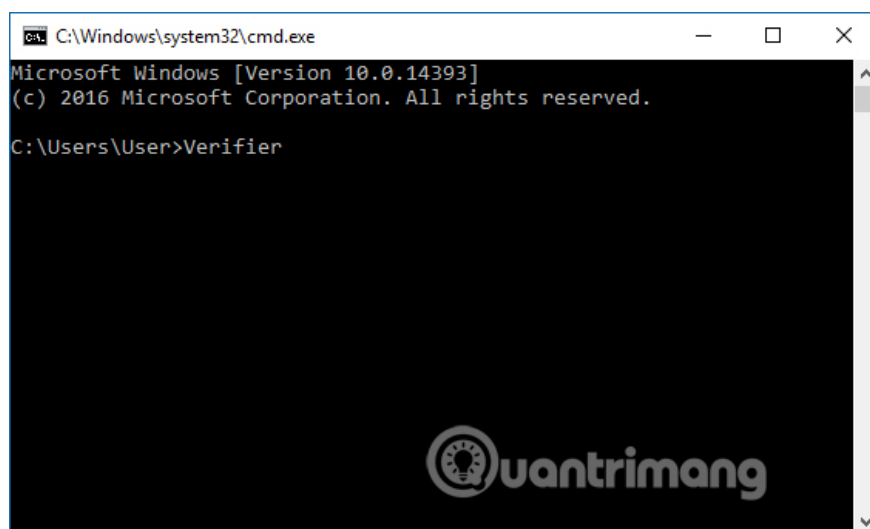 C:\Windows\system32\cmd.exe
Microsoft Windows [Version 10.0.14393]
(c) 2016 Microsoft Corporation. All rights reserved.
C:\Users\User>Verifier
Quantrimang